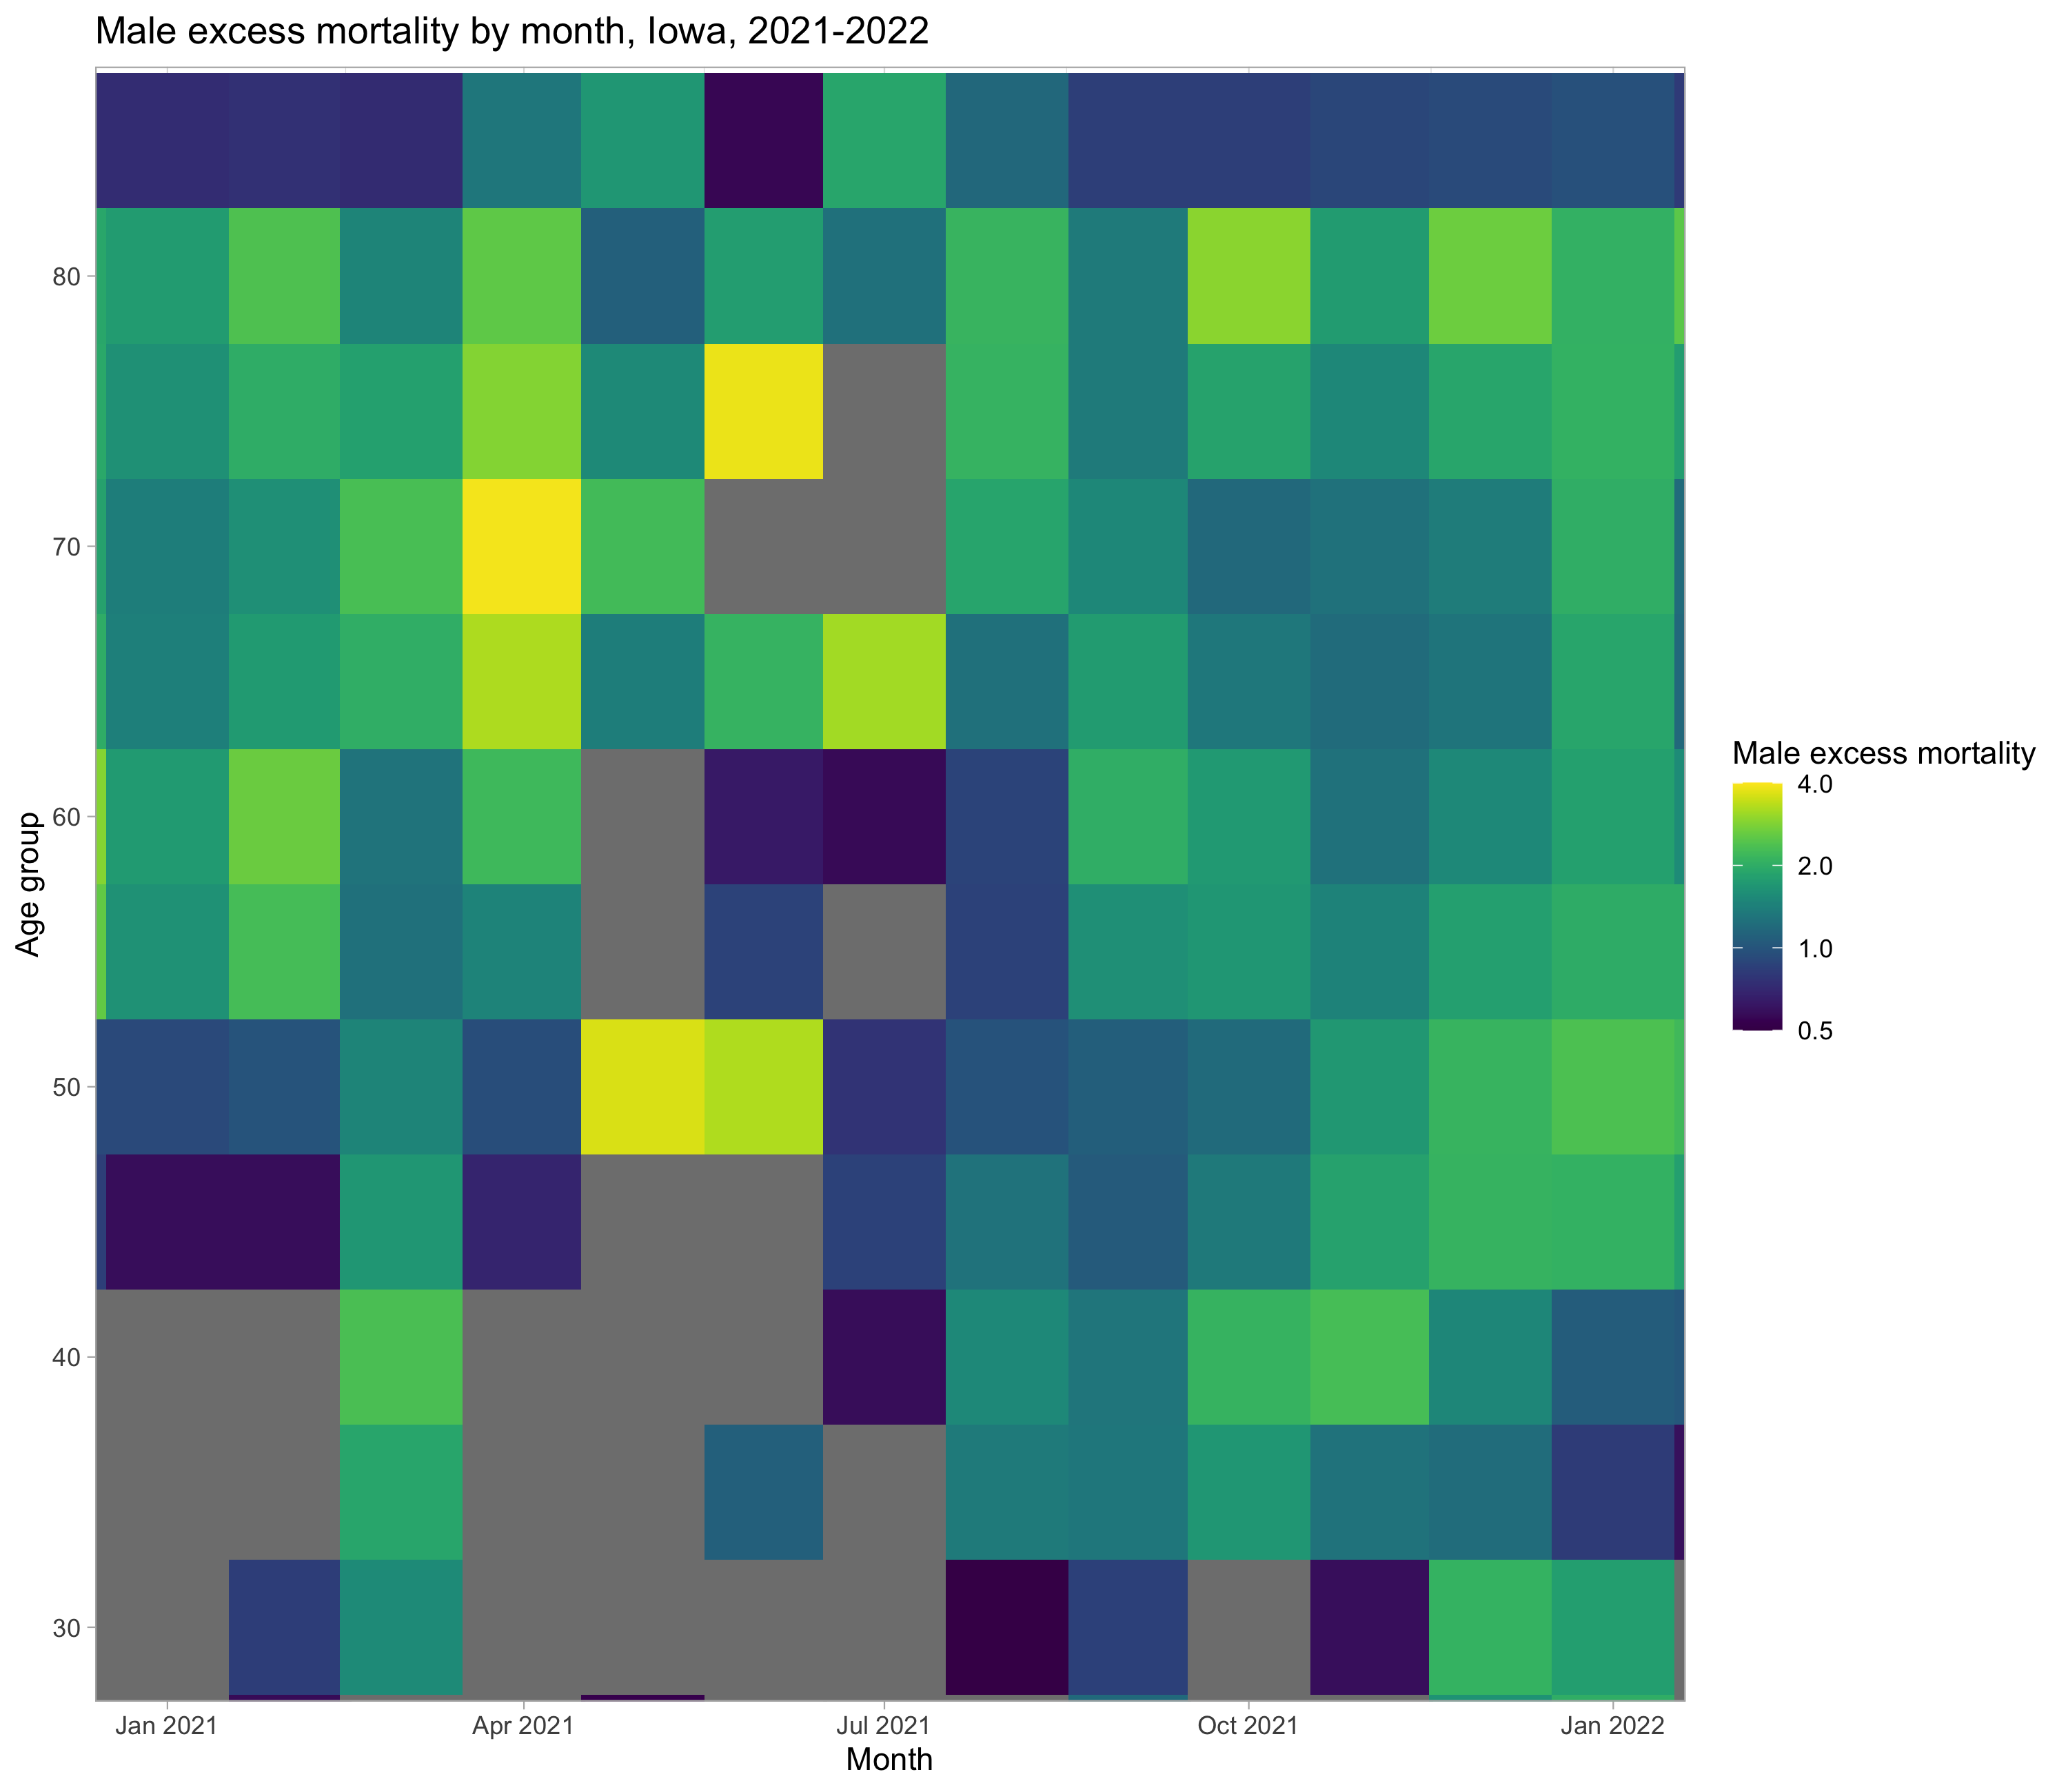 Male excess mortality by month, Iowa, 2021-2022
80
70
60
50
40
30
Age group
Jan 2021
Apr 2021
Jul 2021
Oct 2021
Jan 2022
Month
Male excess mortality
4.0
2.0
1.0
0.5